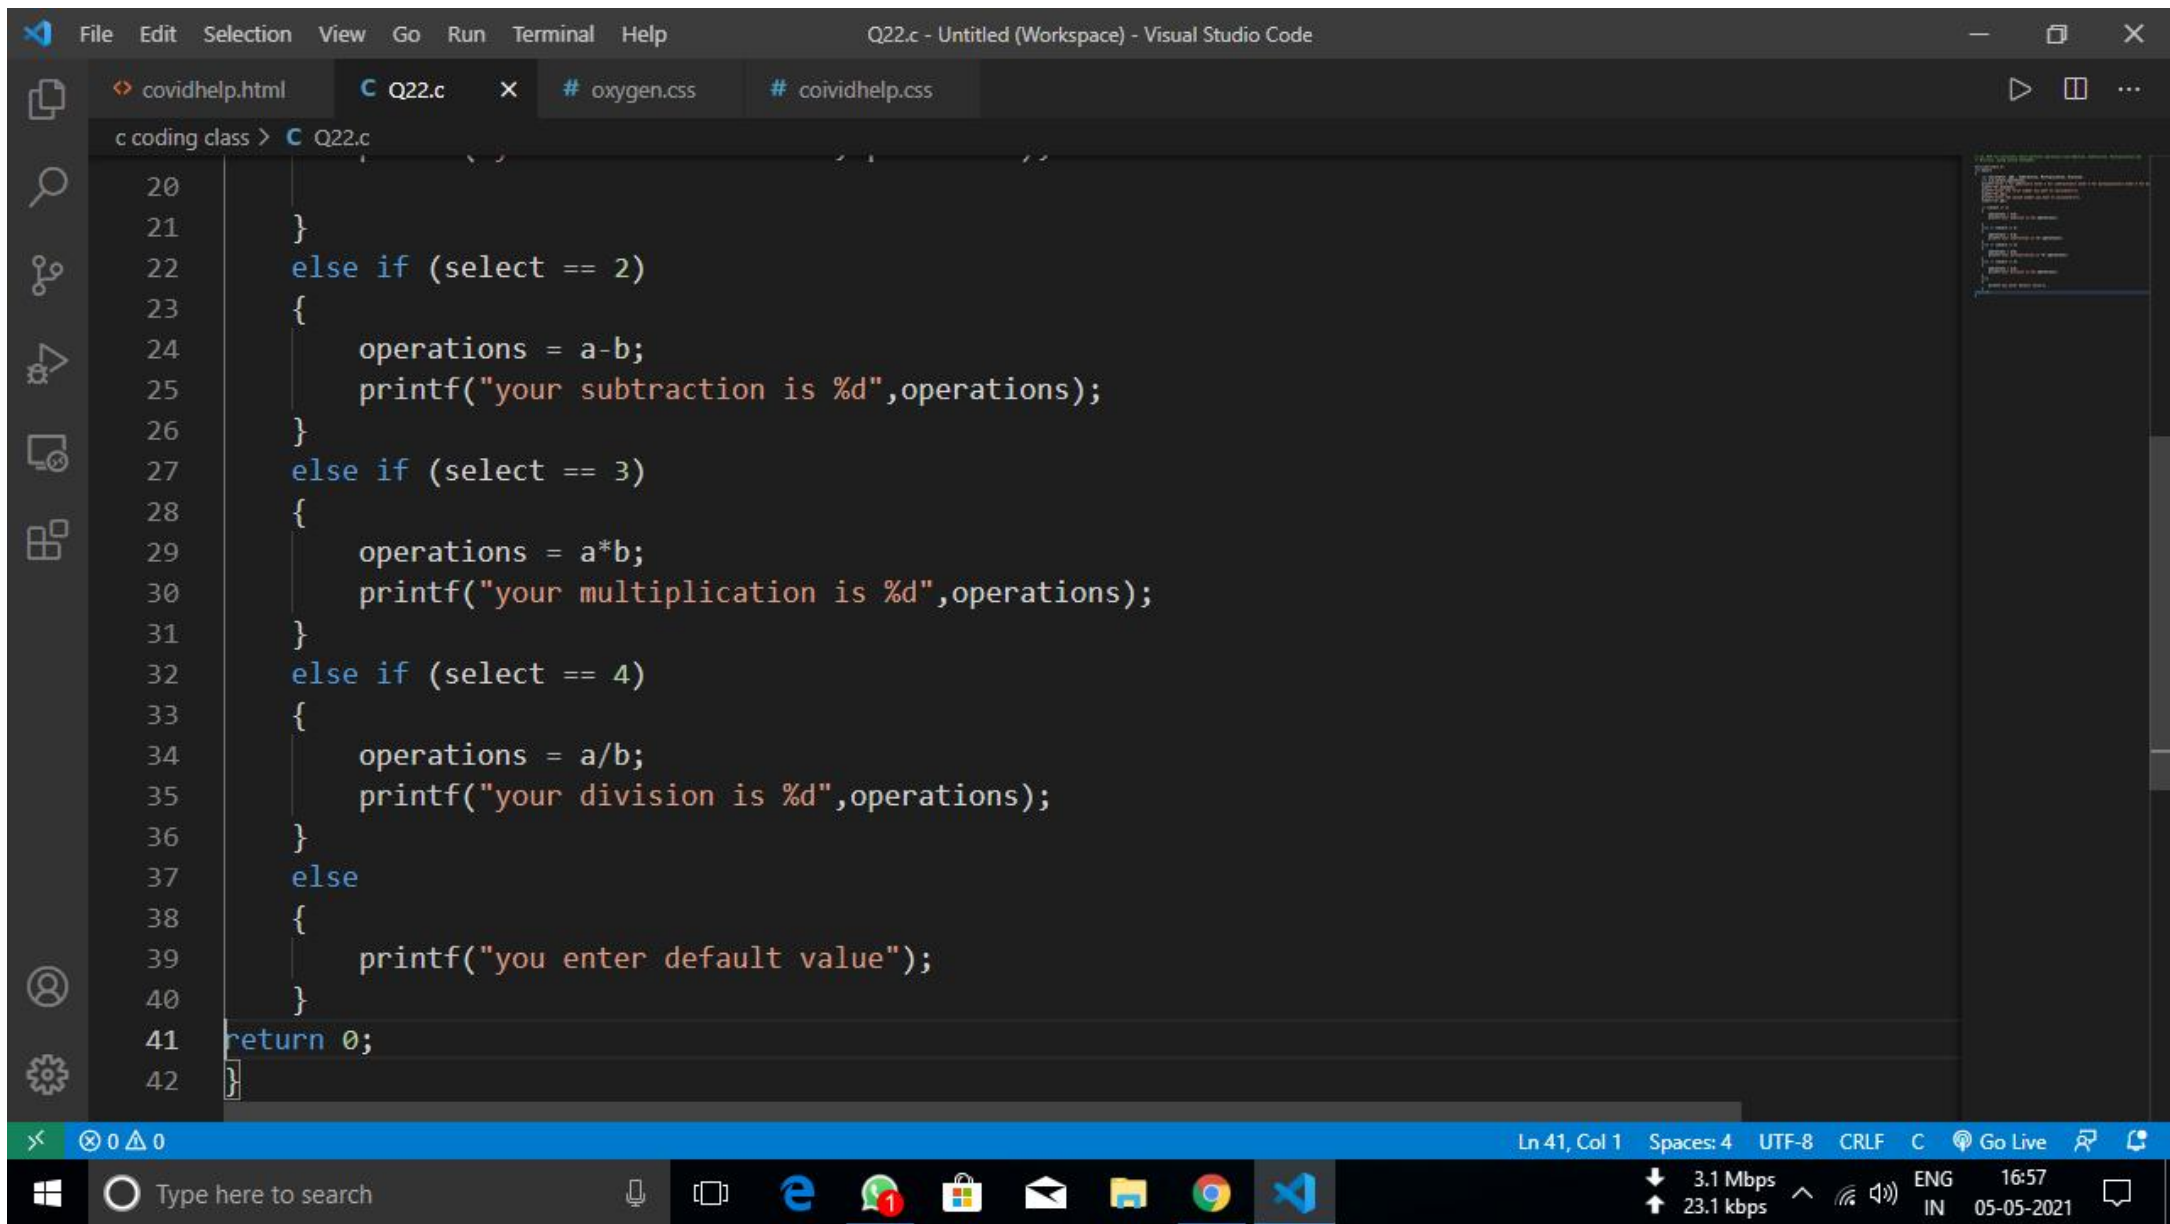 File Edit Selection View Go Run Terminal Help Q22.c - Untitled (Workspace) - Visual Studio Code
covidhelp.html C Q22.c # oxygen.css # coividhelp.css
c coding class > C Q22.c
20
21 }
22 else if (select == 2)
23 {
24 operations = a-b;
25 printf("your subtraction is %d",operations);
26 }
27 else if (select == 3)
28 {
29 operations = a*b;
30 printf("your multiplication is %d",operations);
31 }
32 else if (select == 4)
33 {
34 operations = a/b;
35 printf("your division is %d",operations);
36 }
37 else
38 {
39 printf("you enter default value");
40 }
41 return 0;
42 }
0 0 Ln 41, Col 1 Spaces: 4 UTF-8 CRLF C Go Live
Type here to search 1 3.1 Mbps ENG 16:57
23.1 kbps IN 05-05-2021